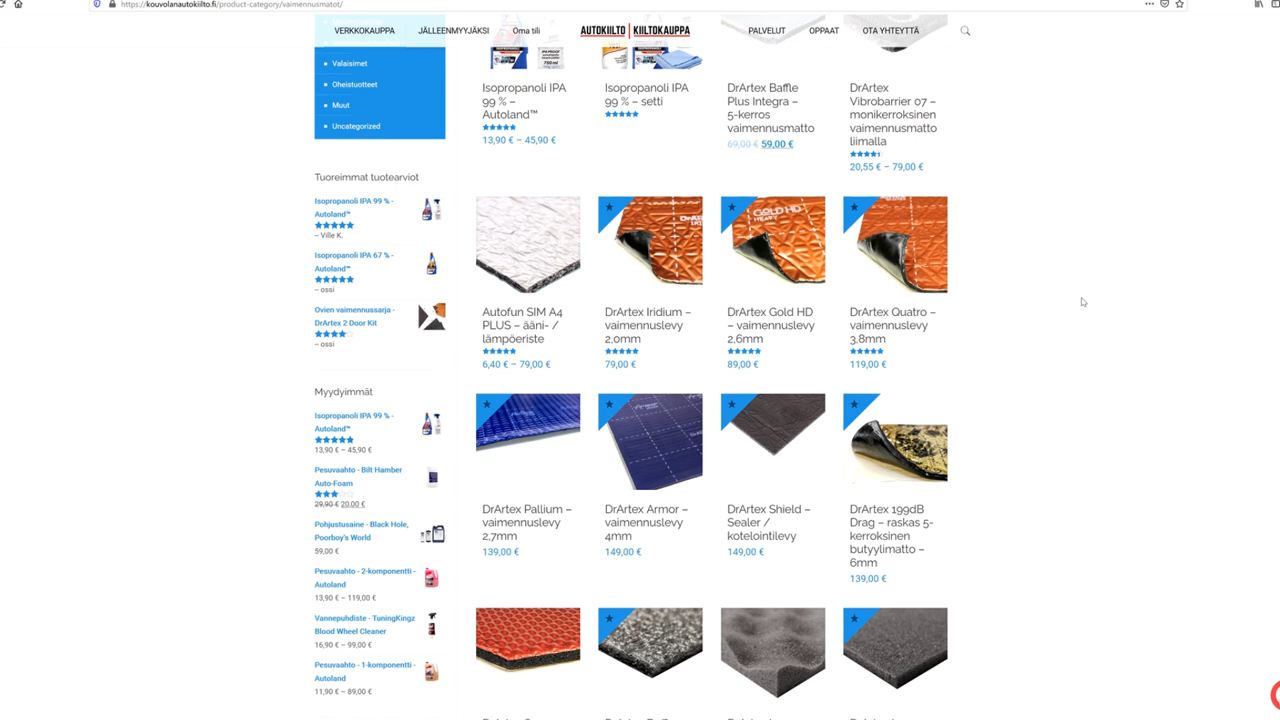 https://kouvolanautokiilto.fi/product-category/vaimennusmatot/
VERKKOKAUPPA
JÄLLEENMYYJÄKSI
Oma tili
AUTOKIILTO | KIILTOKAUPPA
PALVELUT
OPPAAT
OTA YHTEYTTÄ
Valaisimet
Oheistuotteet
Muut
Uncategorized
Tuoreimmat tuotearviot
Isopropanoli IPA 99 % -
Autoland™
– Ville K.
Isopropanoli IPA 67 % -
Autoland™
– ossi
Ovien vaimennussarja -
DrArtex 2 Door Kit
– ossi
Myydyimmät
Isopropanoli IPA 99 % -
Autoland™
13,90 € – 45,90 €
Pesuvaahto - Bilt Hamber
Auto-Foam
29,90 € 20,00 €
Pohjustusaine - Black Hole,
Poorboy's World
59,00 €
Pesuvaahto - 2-komponentti -
Autoland
13,90 € – 119,00 €
Vannepuhdiste - TuningKingz
Blood Wheel Cleaner
16,90 € – 99,00 €
Pesuvaahto - 1-komponentti -
Autoland
11,90 € – 89,00 €
Isopropanoli IPA
99 % –
Autoland™
13,90 € – 45,90 €
Isopropanoli IPA
99 % – setti
DrArtex Baffle
Plus Integra –
5-kerros
vaimennusmatto
69,00 € 59,00 €
DrArtex
Vibrobarrier 07 –
monikerroksinen
vaimennusmatto
liimalla
20,55 € – 79,00 €
Autofun SIM A4
PLUS – ääni- /
lämpöeriste
6,40 € – 79,00 €
DrArtex Iridium –
vaimennuslevy
2,0mm
79,00 €
GOLD HD
DrArtex Gold HD
– vaimennuslevy
2,6mm
89,00 €
DrArtex Quatro –
vaimennuslevy
3,8mm
119,00 €
DrArtex Pallium –
vaimennuslevy
2,7mm
139,00 €
DrArtex Armor –
vaimennuslevy
4mm
149,00 €
DrArtex Shield –
Sealer /
kotelointilevy
149,00 €
DrArtex 199dB
Drag – raskas 5-
kerroksinen
butyylimatto –
6mm
139,00 €